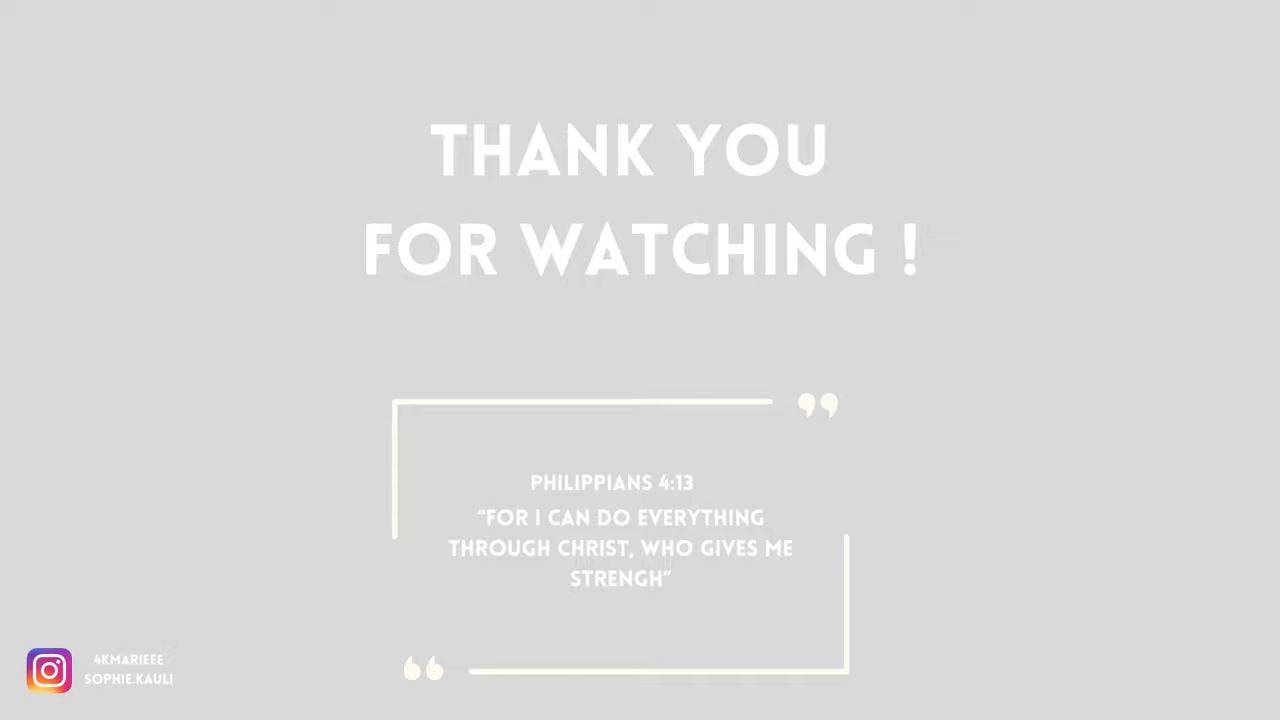 THANK YOU
FOR WATCHING !
PHILIPPIANS 4:13
“FOR I CAN DO EVERYTHING
THROUGH CHRIST, WHO GIVES ME
STRENGH”
4KMARIEEE
SOPHIE.KAULI